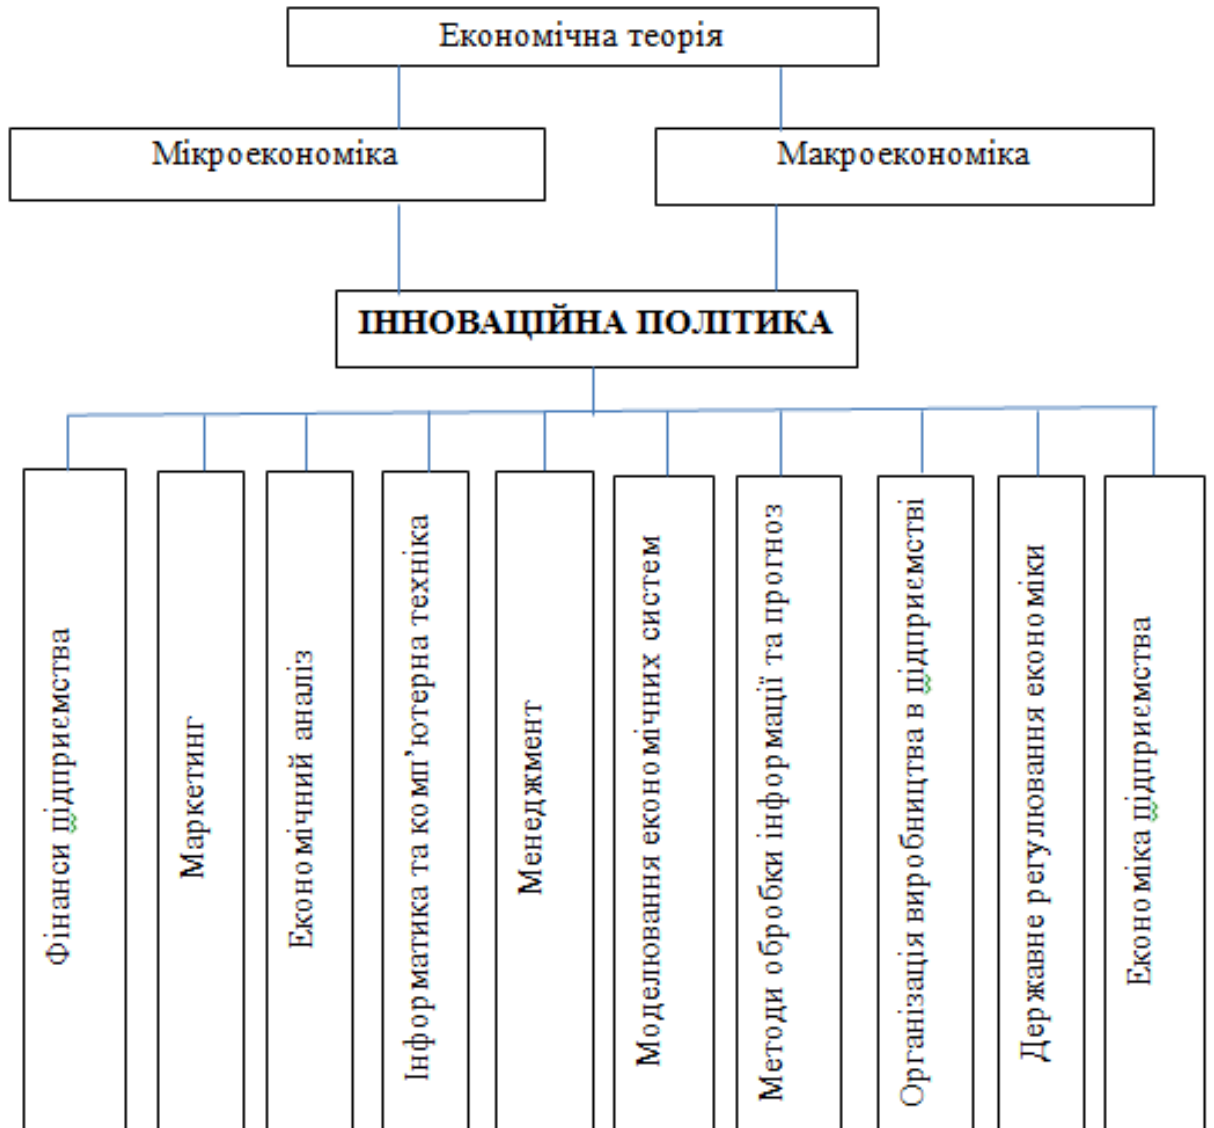 Економічна теорія
Мікроекономіка
Макроекономіка
ІННОВАЦІЙНА ПОЛІТИКА
Фінанси підприємства
Маркетинг
Економічний аналіз
Інформатика та комп’ютерна техніка
Менеджмент
Моделювання економічних систем
Методи обробки інформації та прогноз
Організація виробництва в підприємстві
Державне регулювання економіки
Економіка підприємства